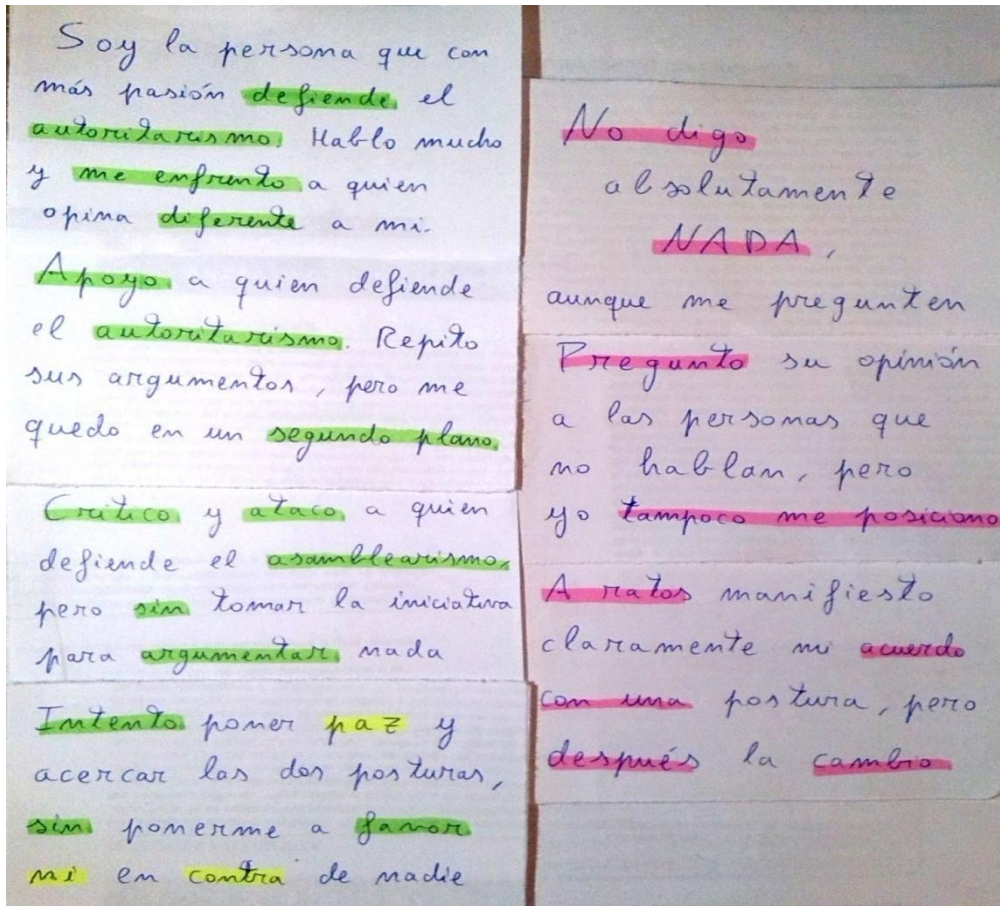 Soy la persona que con
más pasión defiende el
autoritarismo. Hablo mucho
y me enfrento a quien
opina diferente a mi.
Apoyo a quien defiende
el autoritarismo. Repito
sus argumentos, pero me
quedo en un segundo plano.
Critico y ataco a quien
defiende el asamblearismo,
pero sin tomar la iniciativa
para argumentar nada
Intento poner paz y
acercar las dos posturas,
sin ponerme a favor
ni en contra de nadie
No digo
absolutamente
NADA,
aunque me pregunten
Pregunto su opinión
a las personas que
no hablan, pero
yo tampoco me posiciono
A ratos manifiesto
claramente mi acuerdo
con una postura, pero
después la cambio